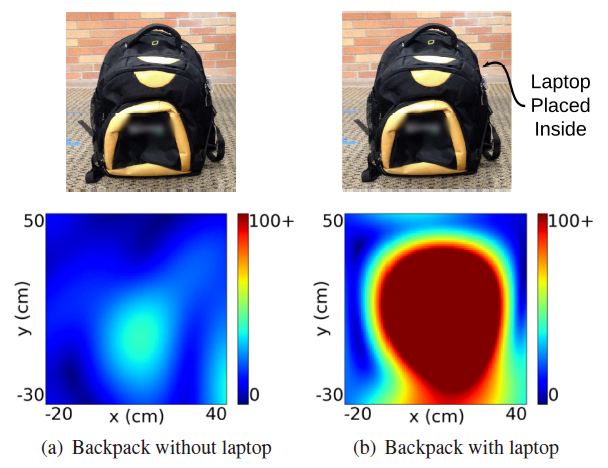 Laptop
Placed
Inside
50
100+
y (cm)
0
-30
-20
x (cm)
40
50
100+
y (cm)
0
-30
-20
x (cm)
40
(a) Backpack without laptop
(b) Backpack with laptop